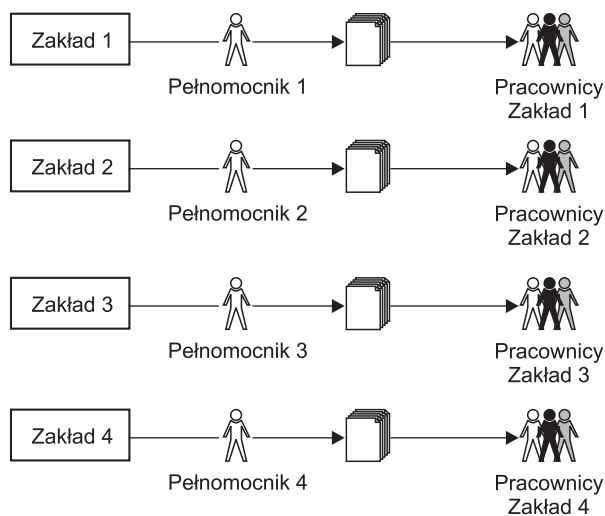 Zakład 1
Pełnomocnik 1
Pracownicy
Zakład 1
Zakład 2
Pełnomocnik 2
Pracownicy
Zakład 2
Zakład 3
Pełnomocnik 3
Pracownicy
Zakład 3
Zakład 4
Pełnomocnik 4
Pracownicy
Zakład 4